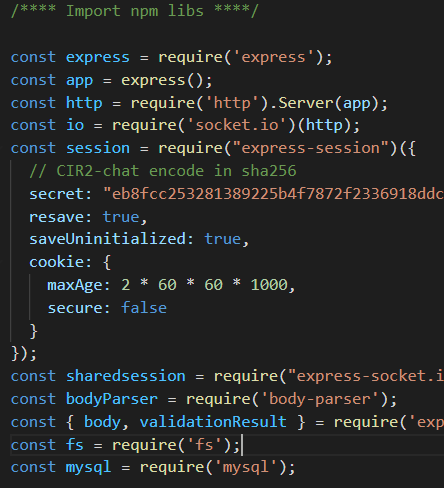 /**** Import npm libs ****/
const express = require('express');
const app = express();
const http = require('http').Server(app);
const io = require('socket.io')(http);
const session = require("express-session")({
// CIR2-chat encode in sha256
secret: "eb8fcc253281389225b4f7872f2336918ddc
resave: true,
saveUninitialized: true,
cookie: {
maxAge: 2 * 60 * 60 * 1000,
secure: false
}
});
const sharedsession = require("express-socket.i
const bodyParser = require('body-parser');
const { body, validationResult } = require('exp
const fs = require('fs');
const mysql = require('mysql');